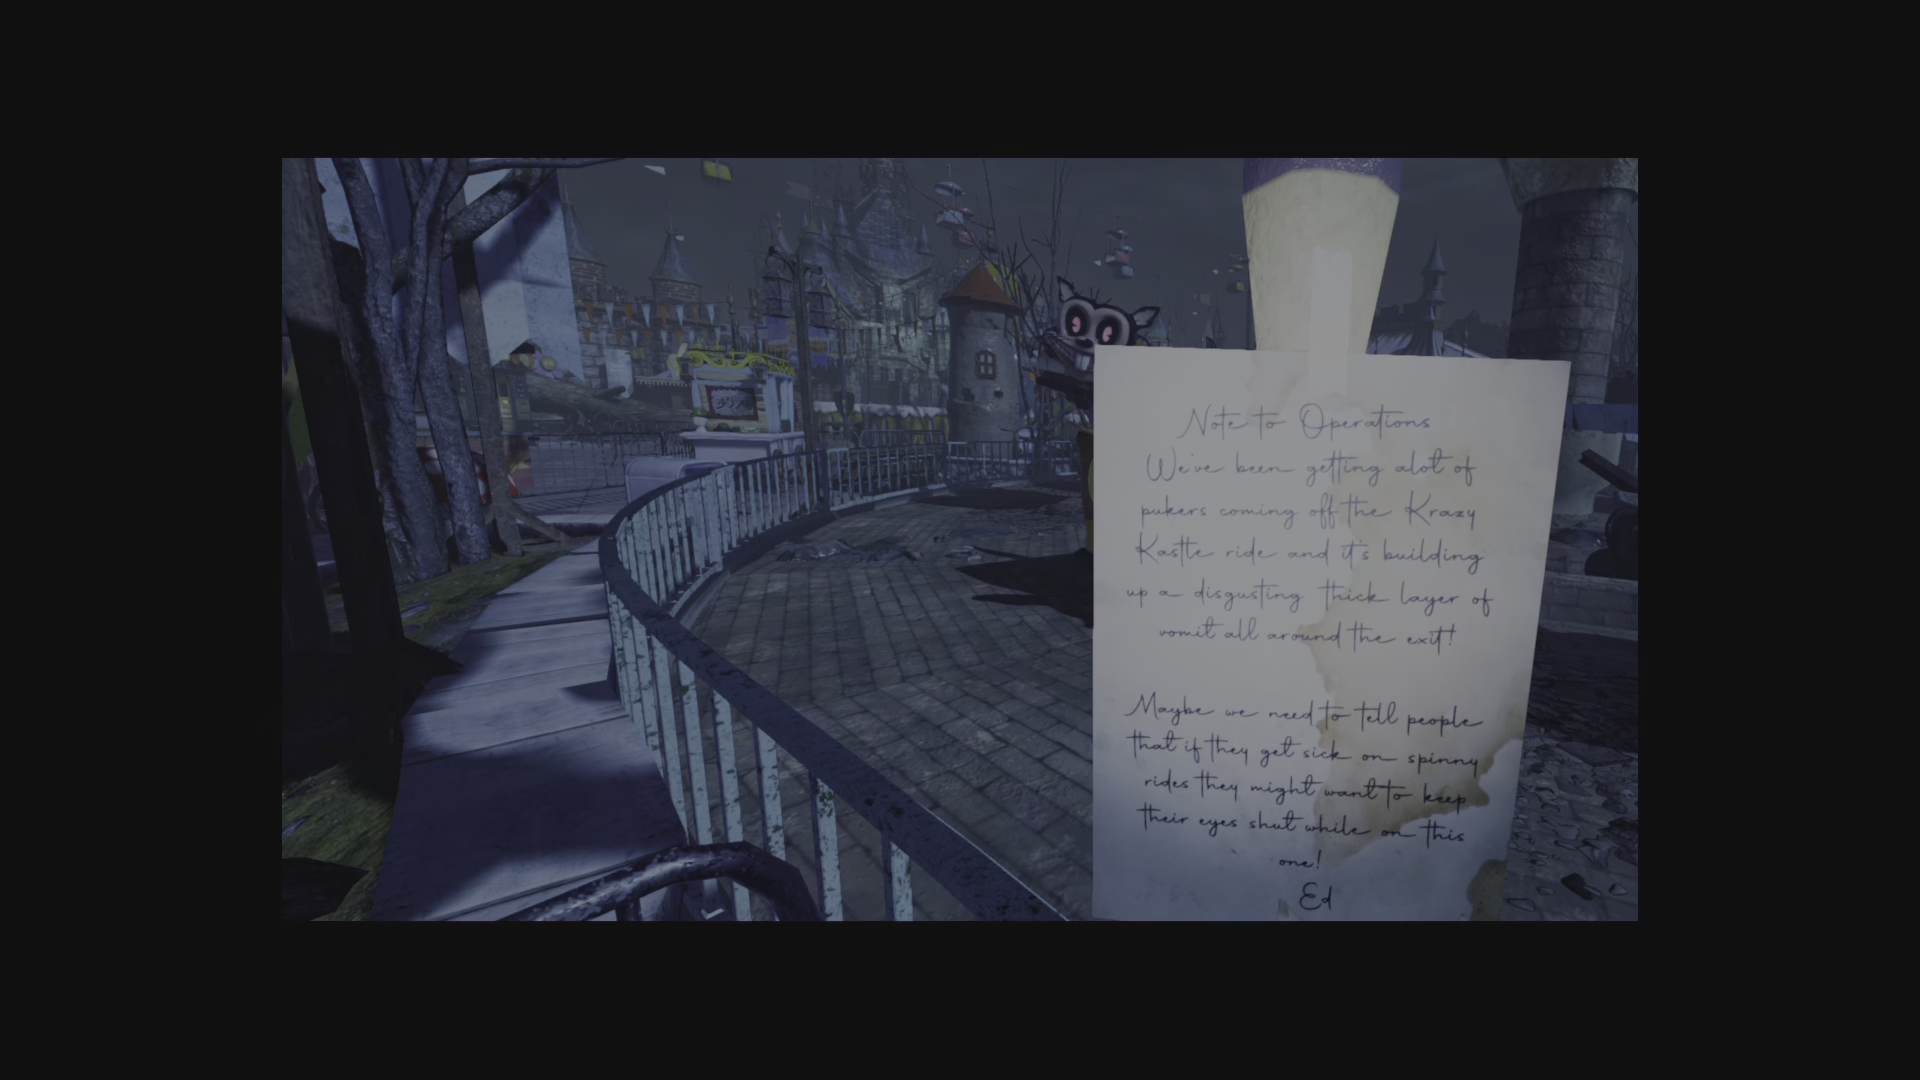 Note to Operations
We've been getting alot of
pukers coming off the Krazy
Kastle ride and it's building
up a disgusting thick layer of
vomit all around the exit!
Maybe we need to tell people
that if they get sick on spinny
rides they might want to keep
their eyes shut while on this
one!
Ed